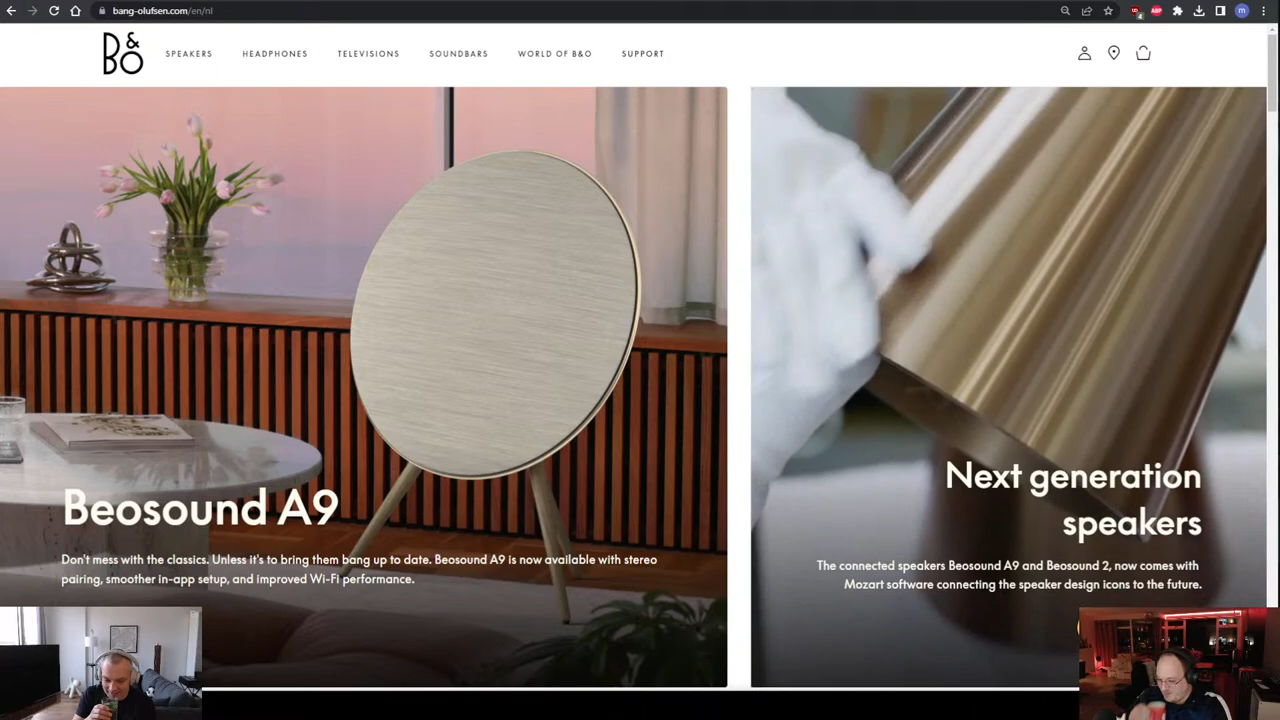 bang-olufsen.com/en/nl
4
ABP
m
B&O
SPEAKERS
HEADPHONES
TELEVISIONS
SOUNDBARS
WORLD OF B&O
SUPPORT
Beosound A9
Don't mess with the classics. Unless it's to bring them bang up to date. Beosound A9 is now available with stereo
pairing, smoother in-app setup, and improved Wi-Fi performance.
Next generation
speakers
The connected speakers Beosound A9 and Beosound 2, now comes with
Mozart software connecting the speaker design icons to the future.